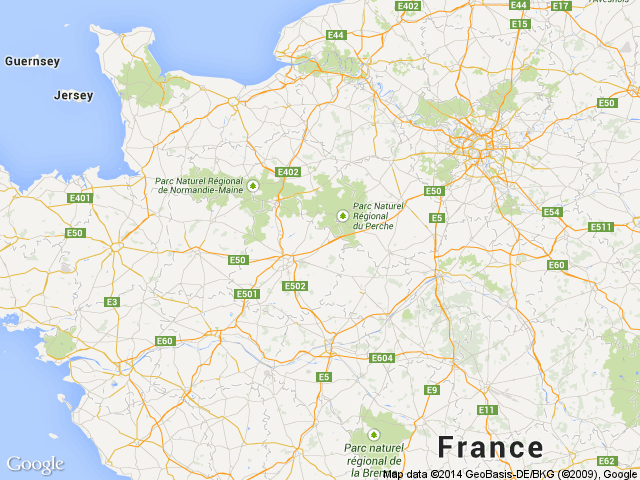 d'Avesnois
E402
E17
E44
E44
E15
Guernsey
Jersey
E50
E402
Parc Naturel Régional
de Normandie-Maine
E401
E50
Parc Naturel
Régional
du Perche
E50
E5
E54
E511
E50
E60
E3
E501
E502
E60
E604
E5
E9
E11
Parc naturel
régional de
la Brenne
France
E62
E60
Google
Map data ©2014 GeoBasis-DE/BKG (©2009), Google